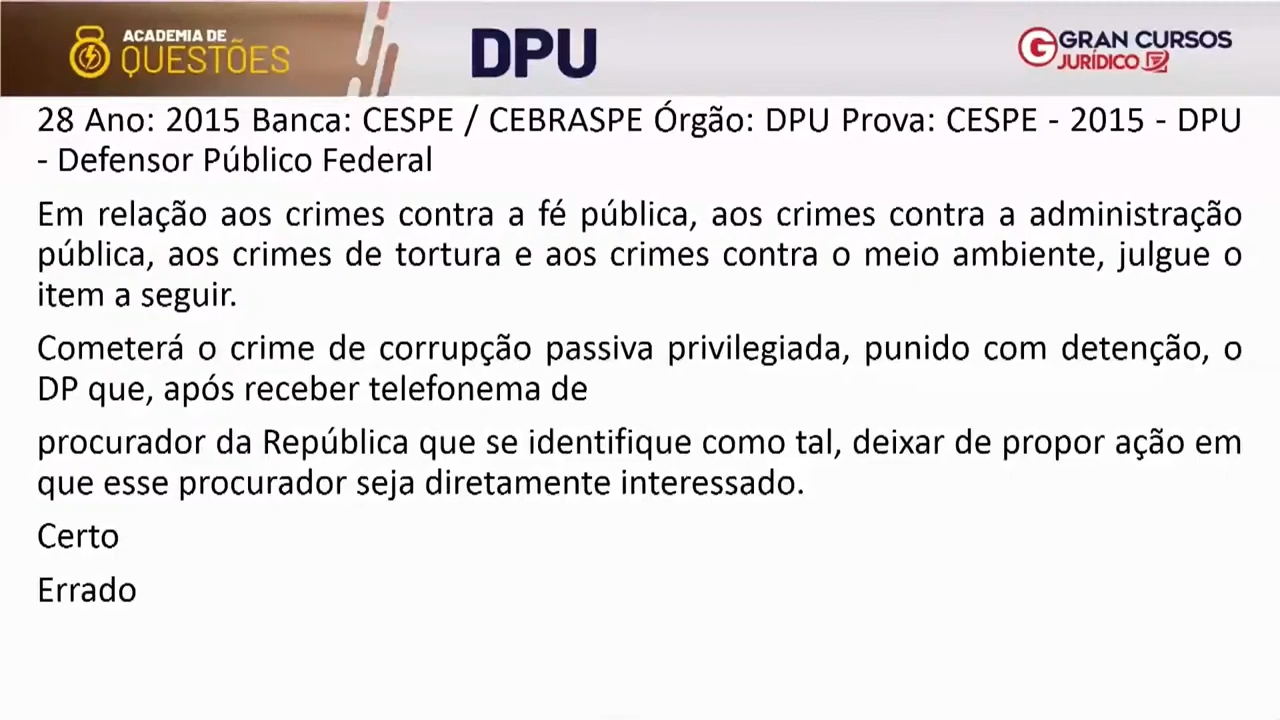 ACADEMIA DE
QUESTÕES
DPU
GRAN CURSOS
JURÍDICO
28 Ano: 2015 Banca: CESPE / CEBRASPE Órgão: DPU Prova: CESPE - 2015 - DPU
- Defensor Público Federal
Em relação aos crimes contra a fé pública, aos crimes contra a administração
pública, aos crimes de tortura e aos crimes contra o meio ambiente, julgue o
item a seguir.
Cometerá o crime de corrupção passiva privilegiada, punido com detenção, o
DP que, após receber telefonema de
procurador da República que se identifique como tal, deixar de propor ação em
que esse procurador seja diretamente interessado.
Certo
Errado